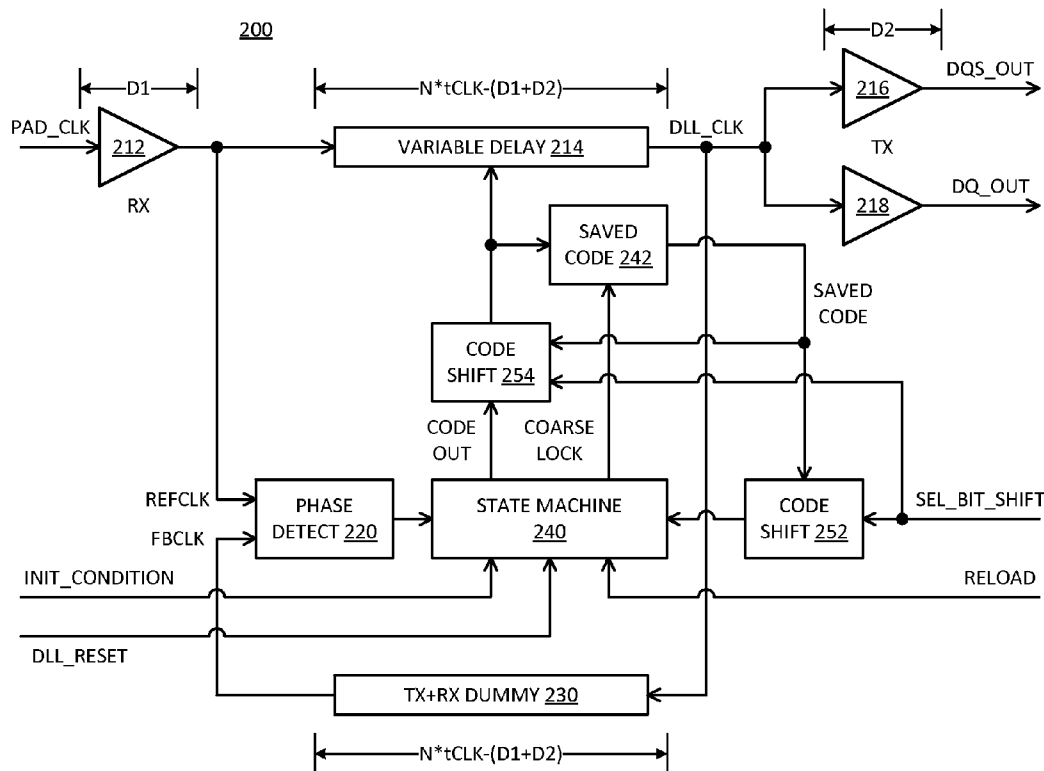 200
D2
D1
N*tCLK-(D1+D2)
216
DQS_OUT
PAD_CLK
212
VARIABLE DELAY 214
DLL_CLK
TX
RX
218
DQ_OUT
SAVED
CODE 242
SAVED
CODE
CODE
SHIFT 254
CODE
OUT
COARSE
LOCK
REFCLK
FBCLK
PHASE
DETECT 220
STATE MACHINE
240
CODE
SHIFT 252
SEL_BIT_SHIFT
INIT_CONDITION
RELOAD
DLL_RESET
TX+RX DUMMY 230
N*tCLK-(D1+D2)